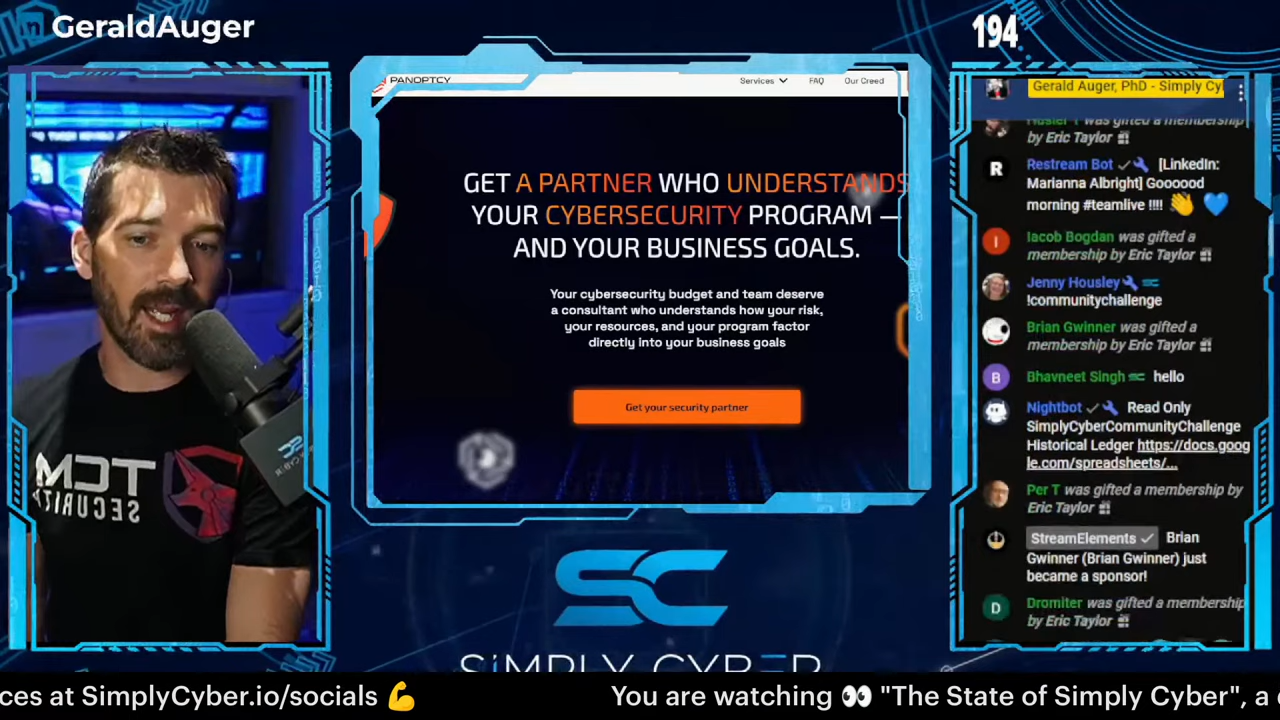 GeraldAuger
194
PANOPTCY
Services
FAQ
Our Creed
GET A PARTNER WHO UNDERSTANDS
YOUR CYBERSECURITY PROGRAM —
AND YOUR BUSINESS GOALS.
Your cybersecurity budget and team deserve
a consultant who understands how your risk,
your resources, and your program factor
directly into your business goals
Get your security partner
TCM
SECURITY
SC
SIMPLY CYBER
Gerald Auger, PhD - Simply Cy
was gifted a membership
by Eric Taylor
R
Restream Bot [LinkedIn:
Marianna Albright] Goooood
morning #teamlive !!!! 👋 💙
I
Iacob Bogdan was gifted a
membership by Eric Taylor
Jenny Housley
!communitychallenge
Brian Gwinner was gifted a
membership by Eric Taylor
B
Bhavneet Singh hello
Nightbot Read Only
SimplyCyberCommunityChallenge
Historical Ledger https://docs.goog
le.com/spreadsheets/...
Per T was gifted a membership by
Eric Taylor
StreamElements Brian
Gwinner (Brian Gwinner) just
became a sponsor!
D
Dromiter was gifted a membership
by Eric Taylor
ces at SimplyCyber.io/socials 💪
You are watching 👀 "The State of Simply Cyber", a